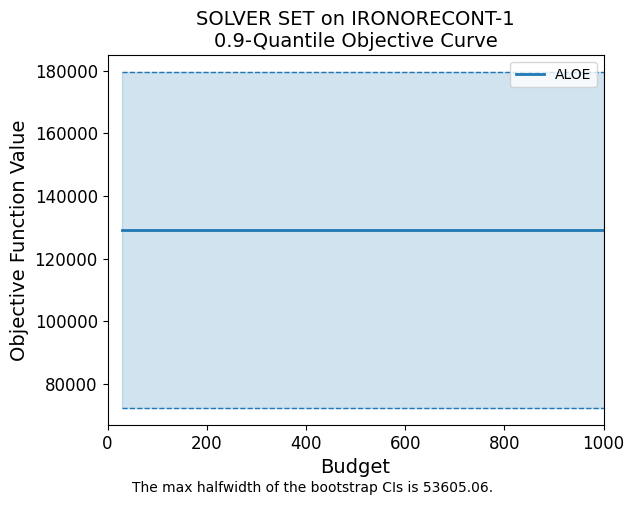 SOLVER SET on IRONORECONT-1
0.9-Quantile Objective Curve
ALOE
Objective Function Value
180000
160000
140000
120000
100000
80000
0 200 400 600 800 1000
Budget
The max halfwidth of the bootstrap CIs is 53605.06.